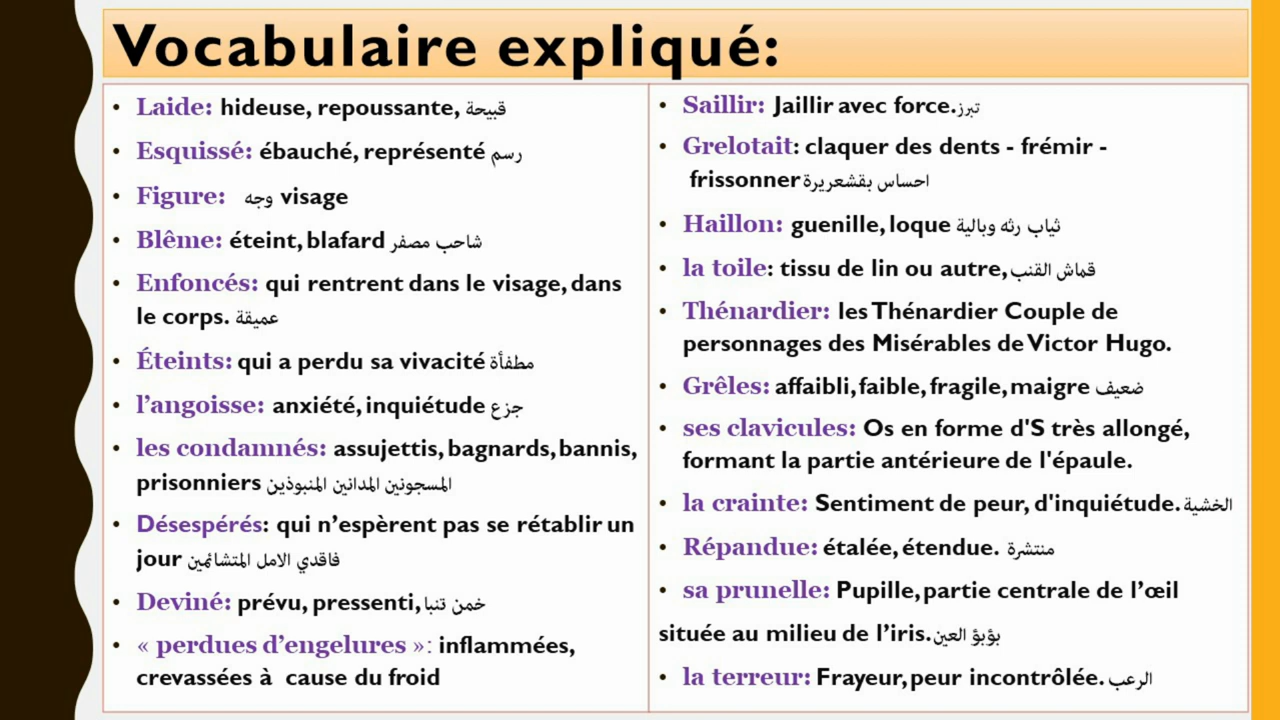 Vocabulaire expliqué:
• Laide: hideuse, repoussante, قبيحة
• Esquissé: ébauché, représenté رسم
• Figure: وجه visage
• Blême: éteint, blafard شاحب مصفر
• Enfoncés: qui rentrent dans le visage, dans
le corps. عميقة
• Éteints: qui a perdu sa vivacité مطفأة
• l’angoisse: anxiété, inquiétude جزع
• les condamnés: assujettis, bagnards, bannis,
prisonniers المسجونين المدانين المنبوذين
• Désespérés: qui n’espèrent pas se rétablir un
jour فاقدي الامل المتشائمين
• Deviné: prévu, pressenti, خمن تنبا
• « perdues d’engelures »: inflammées,
crevassées à cause du froid
• Saillir: Jaillir avec force. تبرز
• Grelotait: claquer des dents - frémir -
frissonner احساس بقشعريرة
• Haillon: guenille, loque ثياب رثه وبالية
• la toile: tissu de lin ou autre, قماش القنب
• Thénardier: les Thénardier Couple de
personnages des Misérables de Victor Hugo.
• Grêles: affaibli, faible, fragile, maigre ضعيف
• ses clavicules: Os en forme d'S très allongé,
formant la partie antérieure de l'épaule.
• la crainte: Sentiment de peur, d'inquiétude. الخشية
• Répandue: étalée, étendue. منتشرة
• sa prunelle: Pupille, partie centrale de l’œil
située au milieu de l’iris. بؤبؤ العين
• la terreur: Frayeur, peur incontrôlée. الرعب